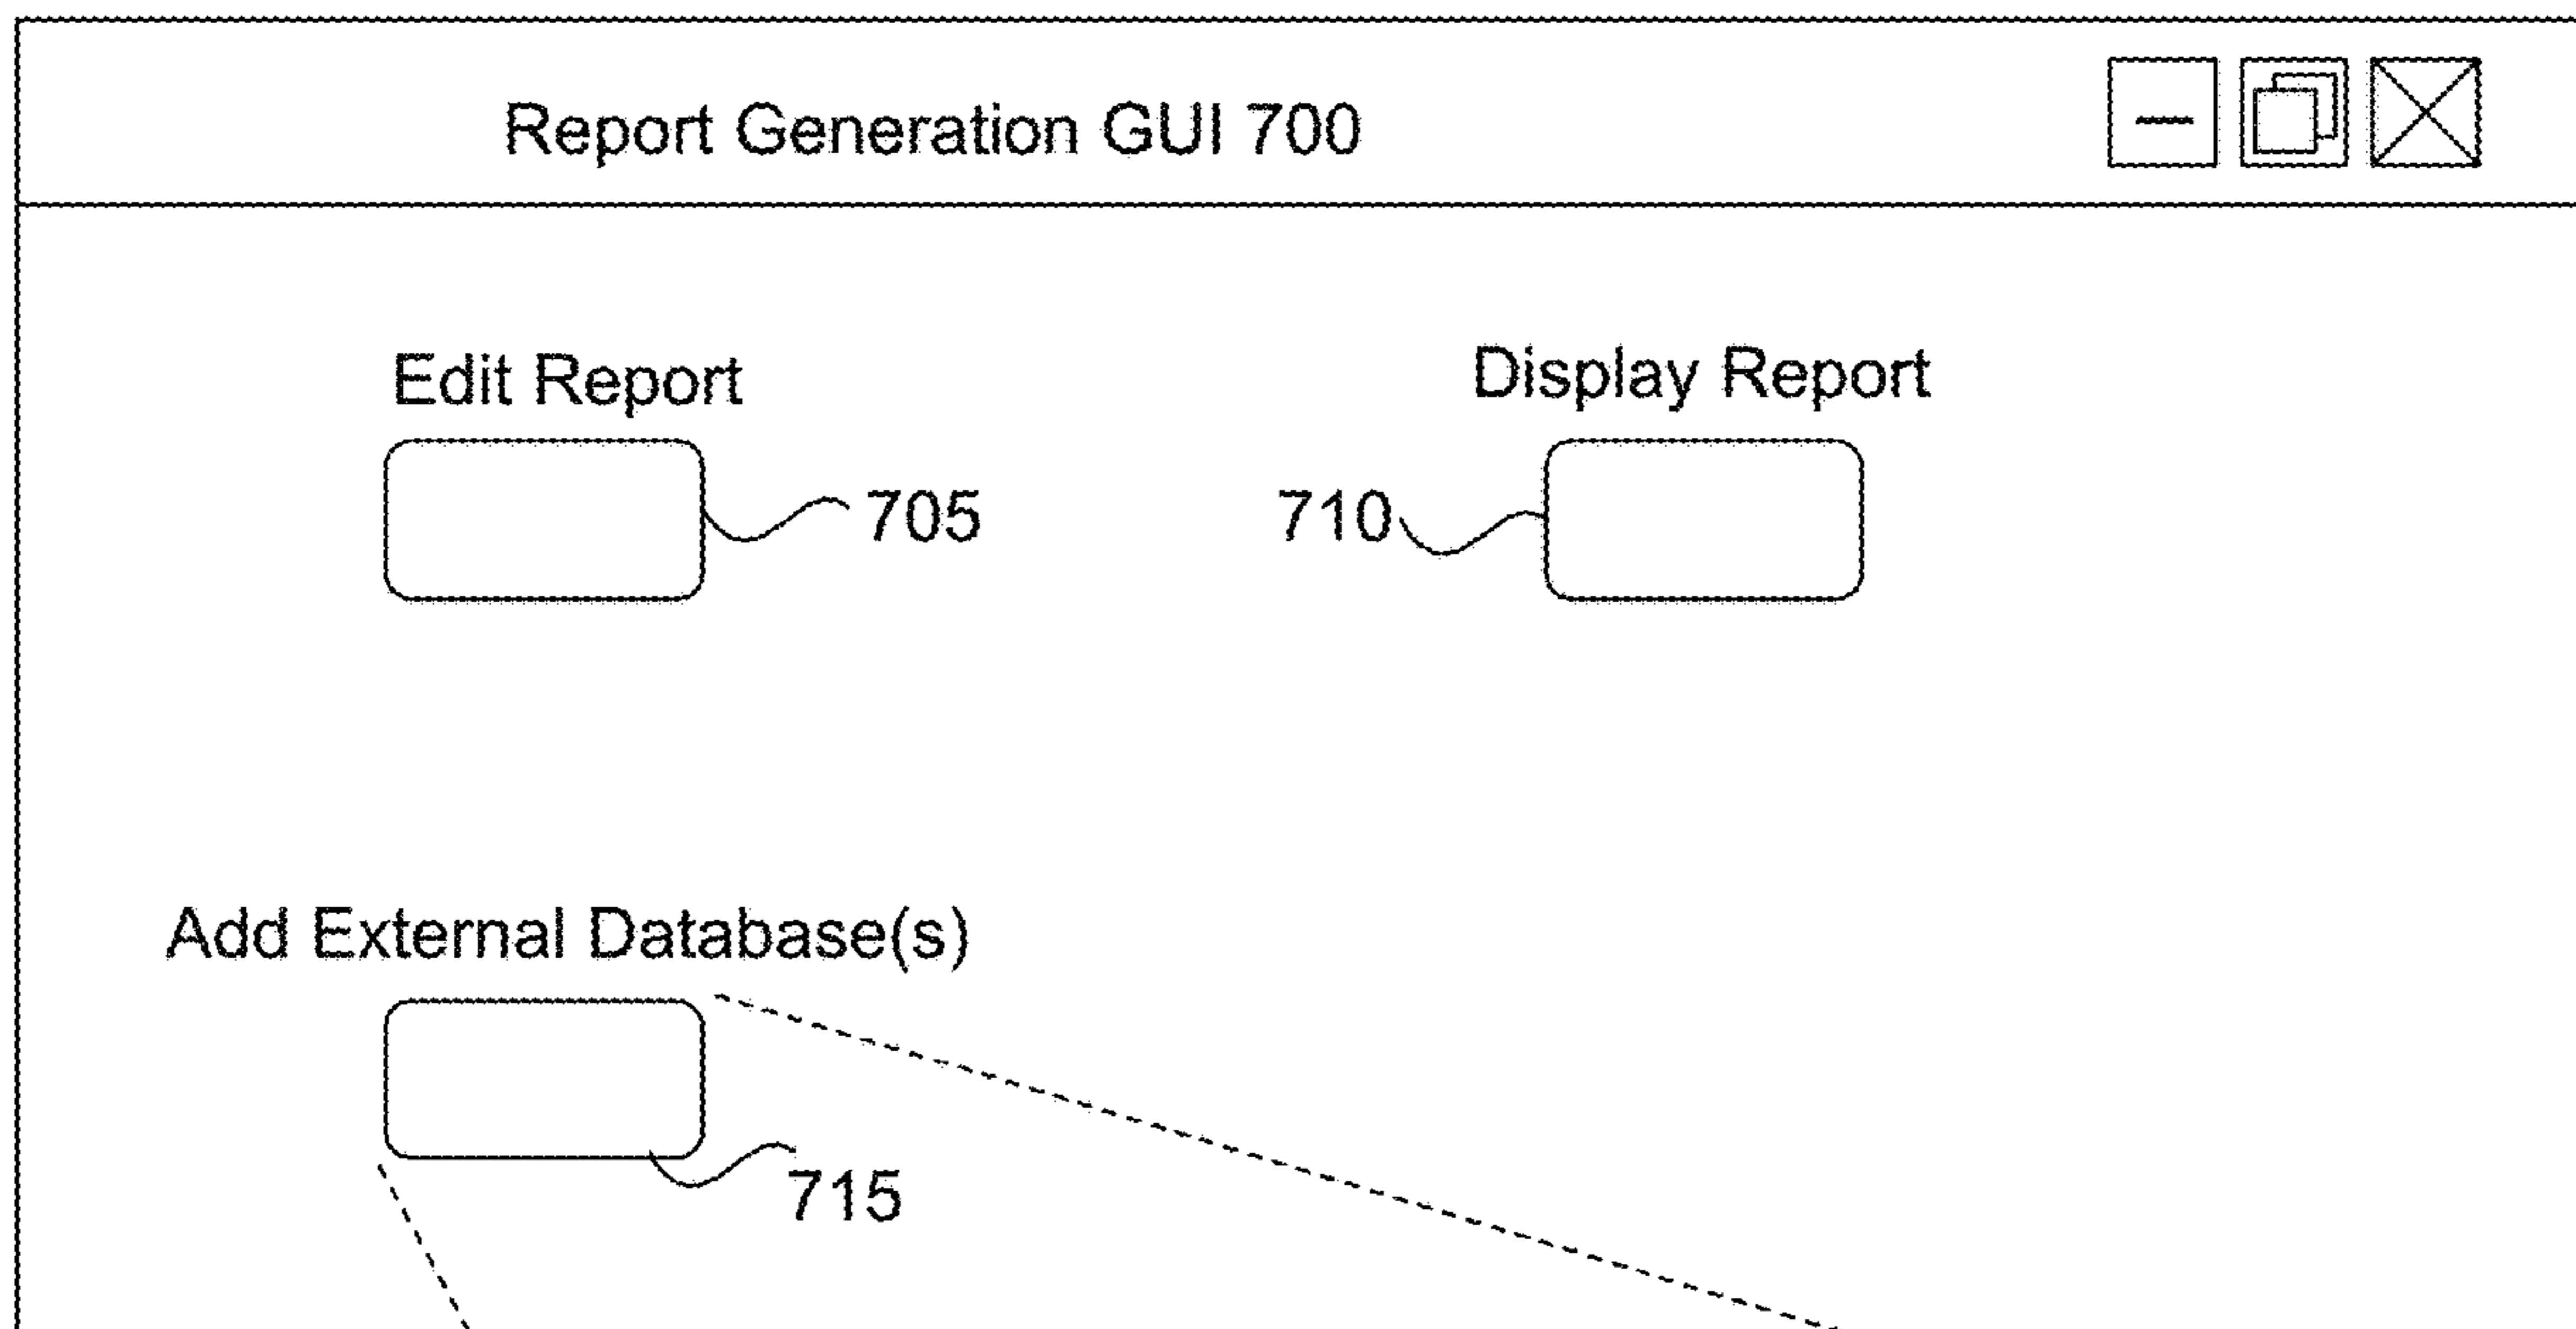 Report Generation GUI 700
Edit Report
Display Report
705
710
Add External Database(s)
715